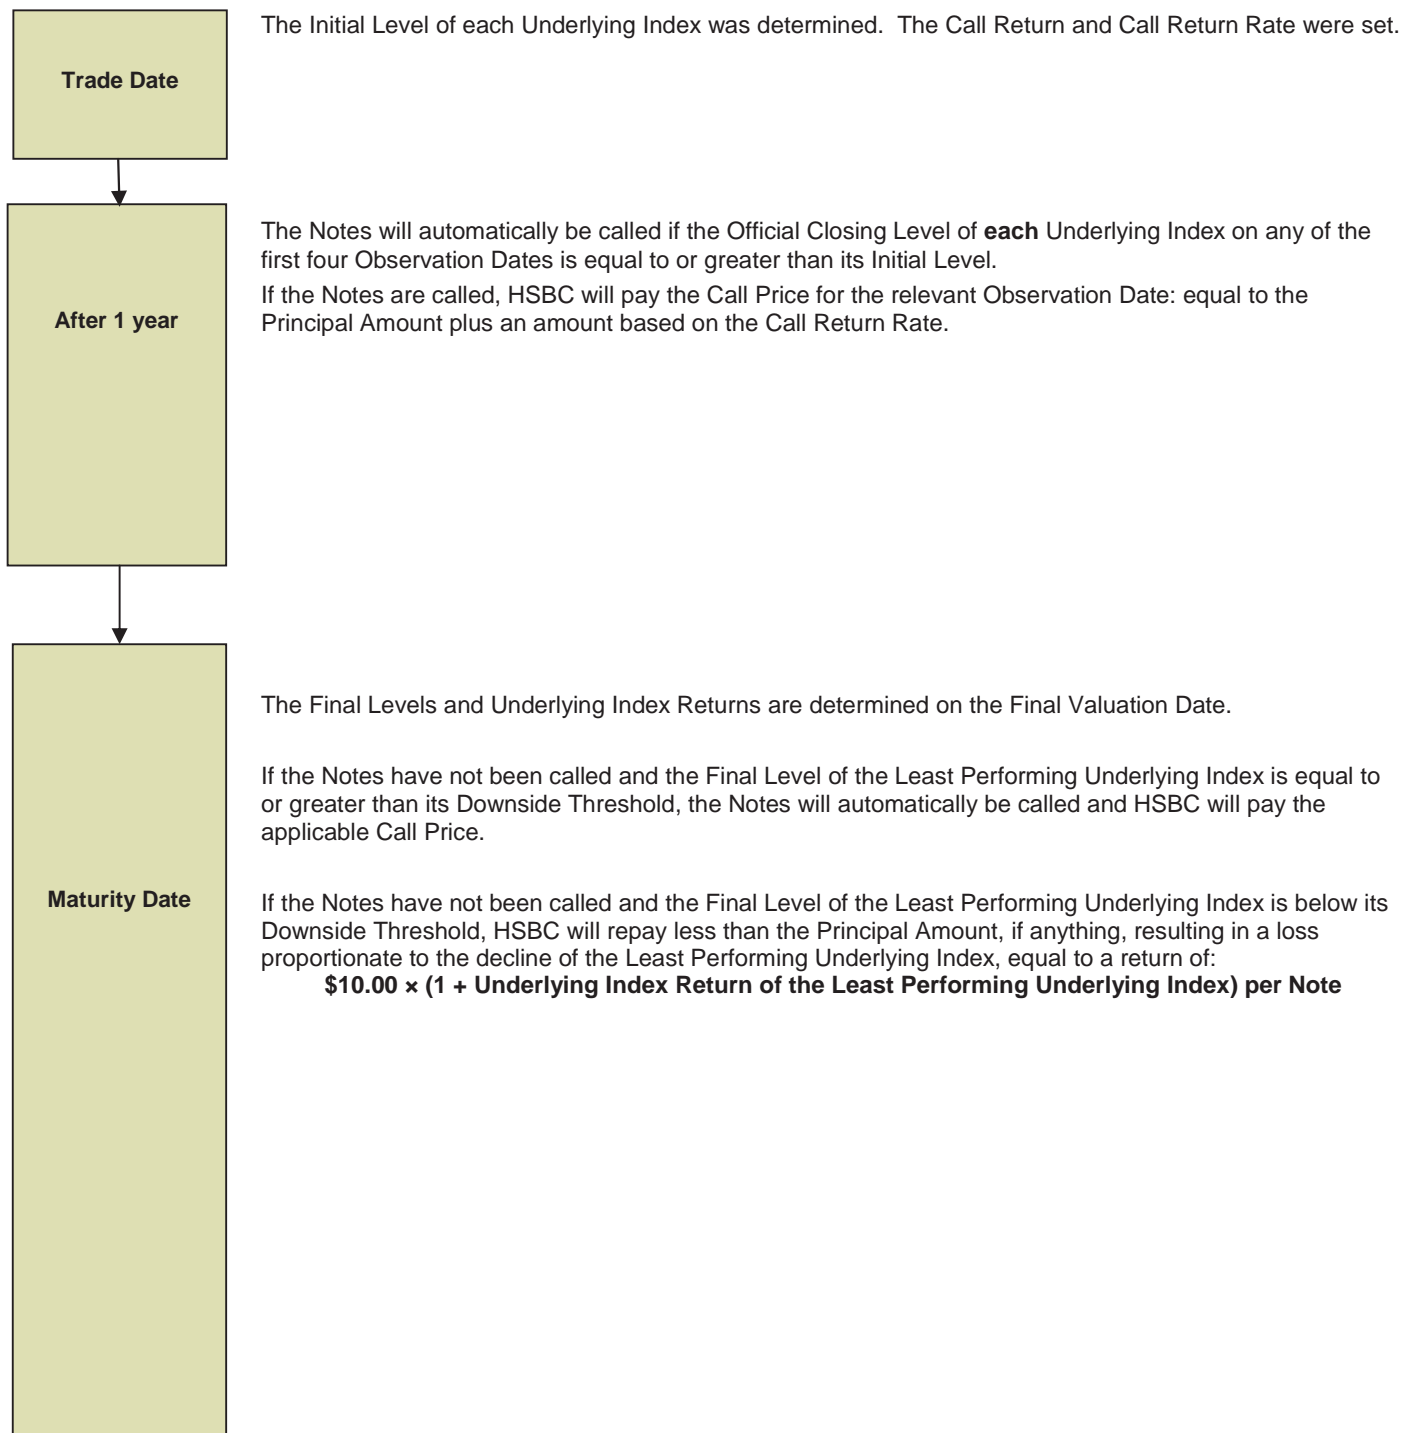 The Initial Level of each Underlying Index was determined.  The Call Return and Call Return Rate were set.
Trade Date
The Notes will automatically be called if the Official Closing Level of each Underlying Index on any of the
first four Observation Dates is equal to or greater than its Initial Level.
If the Notes are called, HSBC will pay the Call Price for the relevant Observation Date: equal to the
Principal Amount plus an amount based on the Call Return Rate.
After 1 year
The Final Levels and Underlying Index Returns are determined on the Final Valuation Date.
If the Notes have not been called and the Final Level of the Least Performing Underlying Index is equal to
or greater than its Downside Threshold, the Notes will automatically be called and HSBC will pay the
applicable Call Price.
Maturity Date
If the Notes have not been called and the Final Level of the Least Performing Underlying Index is below its
Downside Threshold, HSBC will repay less than the Principal Amount, if anything, resulting in a loss
proportionate to the decline of the Least Performing Underlying Index, equal to a return of:
$10.00 × (1 + Underlying Index Return of the Least Performing Underlying Index) per Note